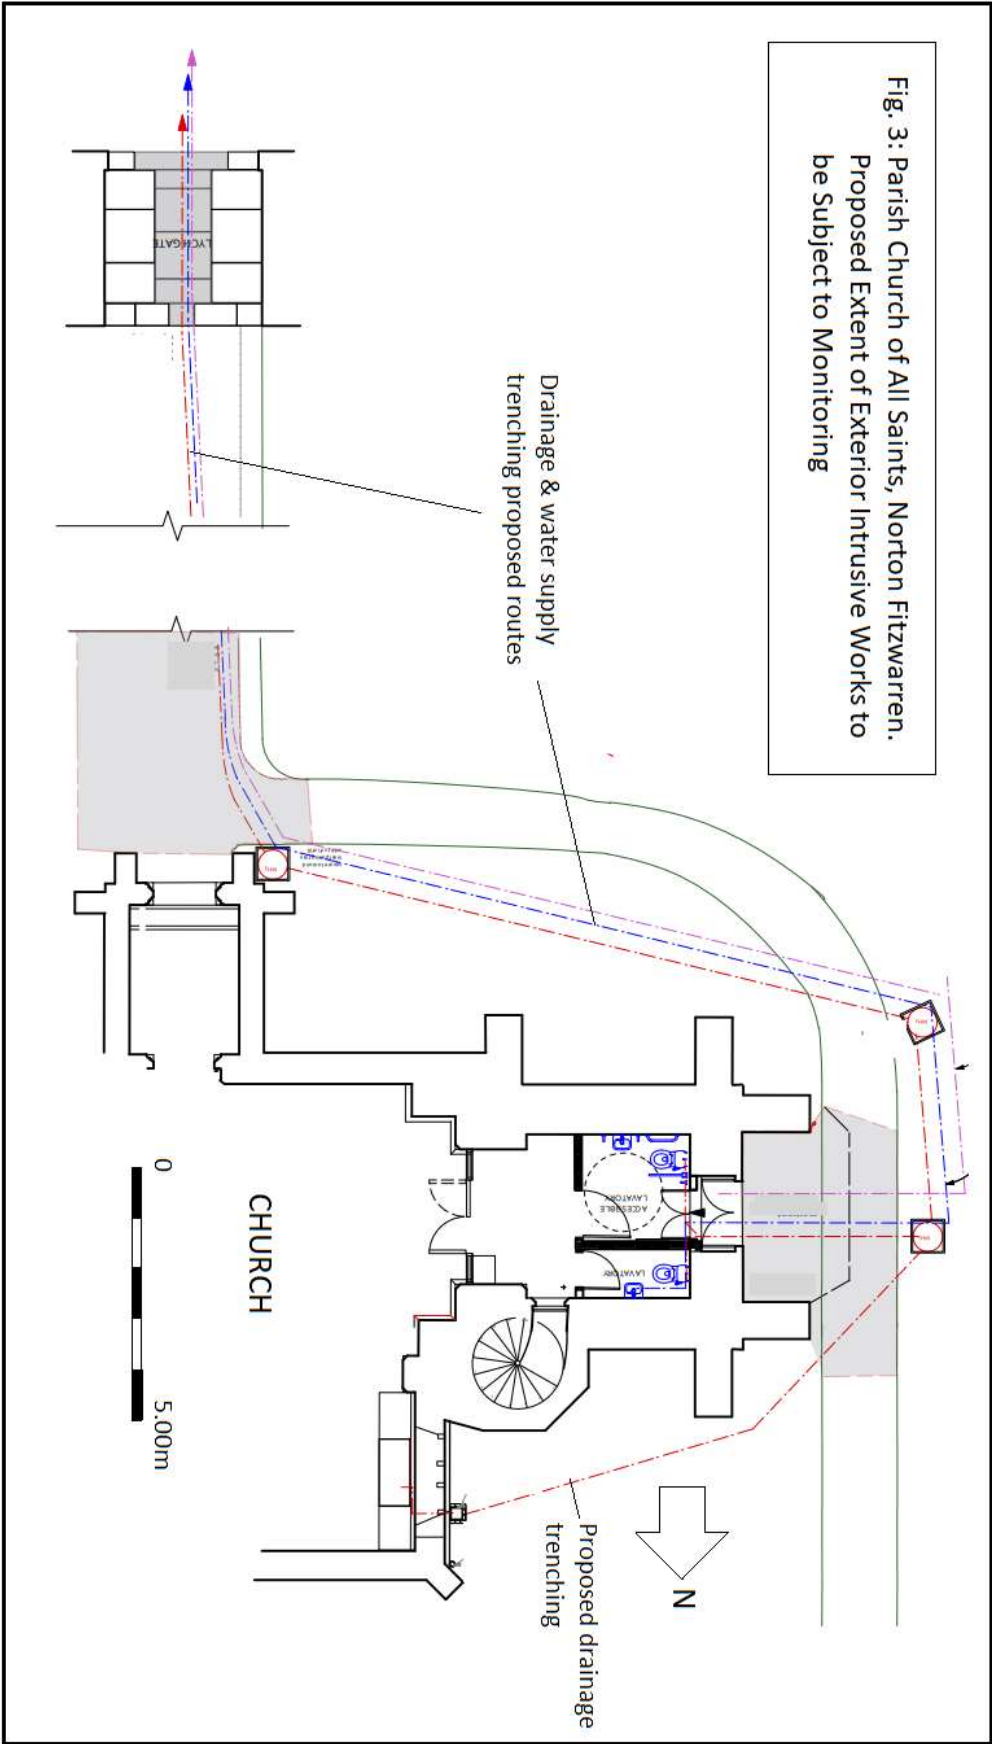 Fig. 3: Parish Church of All Saints, Norton Fitzwarren.
Proposed Extent of Exterior Intrusive Works to
be Subject to Monitoring
LYCHGATE
Drainage & water supply
trenching proposed routes
ACCESIBLE
LAVATORY
LAVATORY
CHURCH
0
5.00m
N
Proposed drainage
trenching